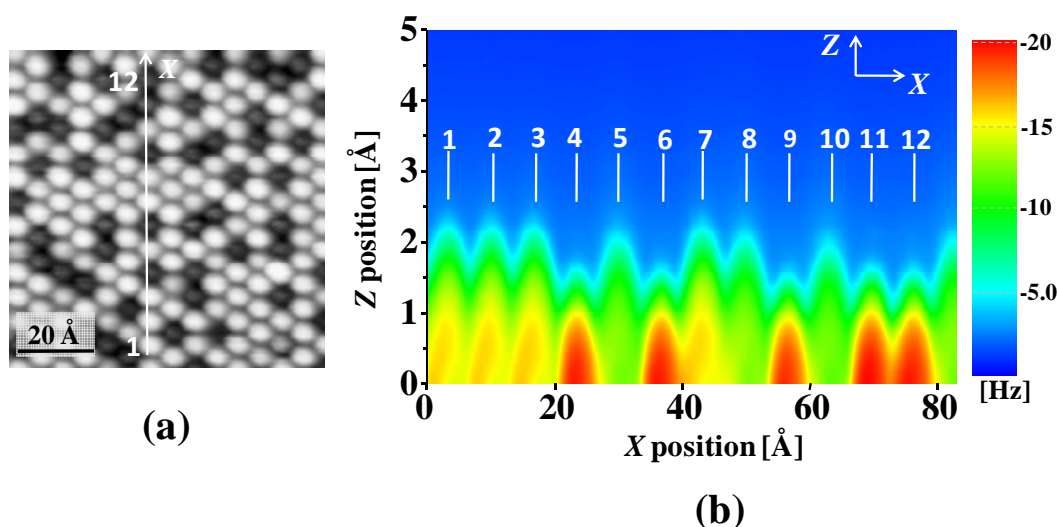 12 X
1
20 Å
(a)
5
4
3
2
1
0
Z position [Å]
Z
X
1 2 3 4 5 6 7 8 9 10 11 12
0 20 40 60 80
X position [Å]
-20
-15
-10
-5.0
[Hz]
(b)